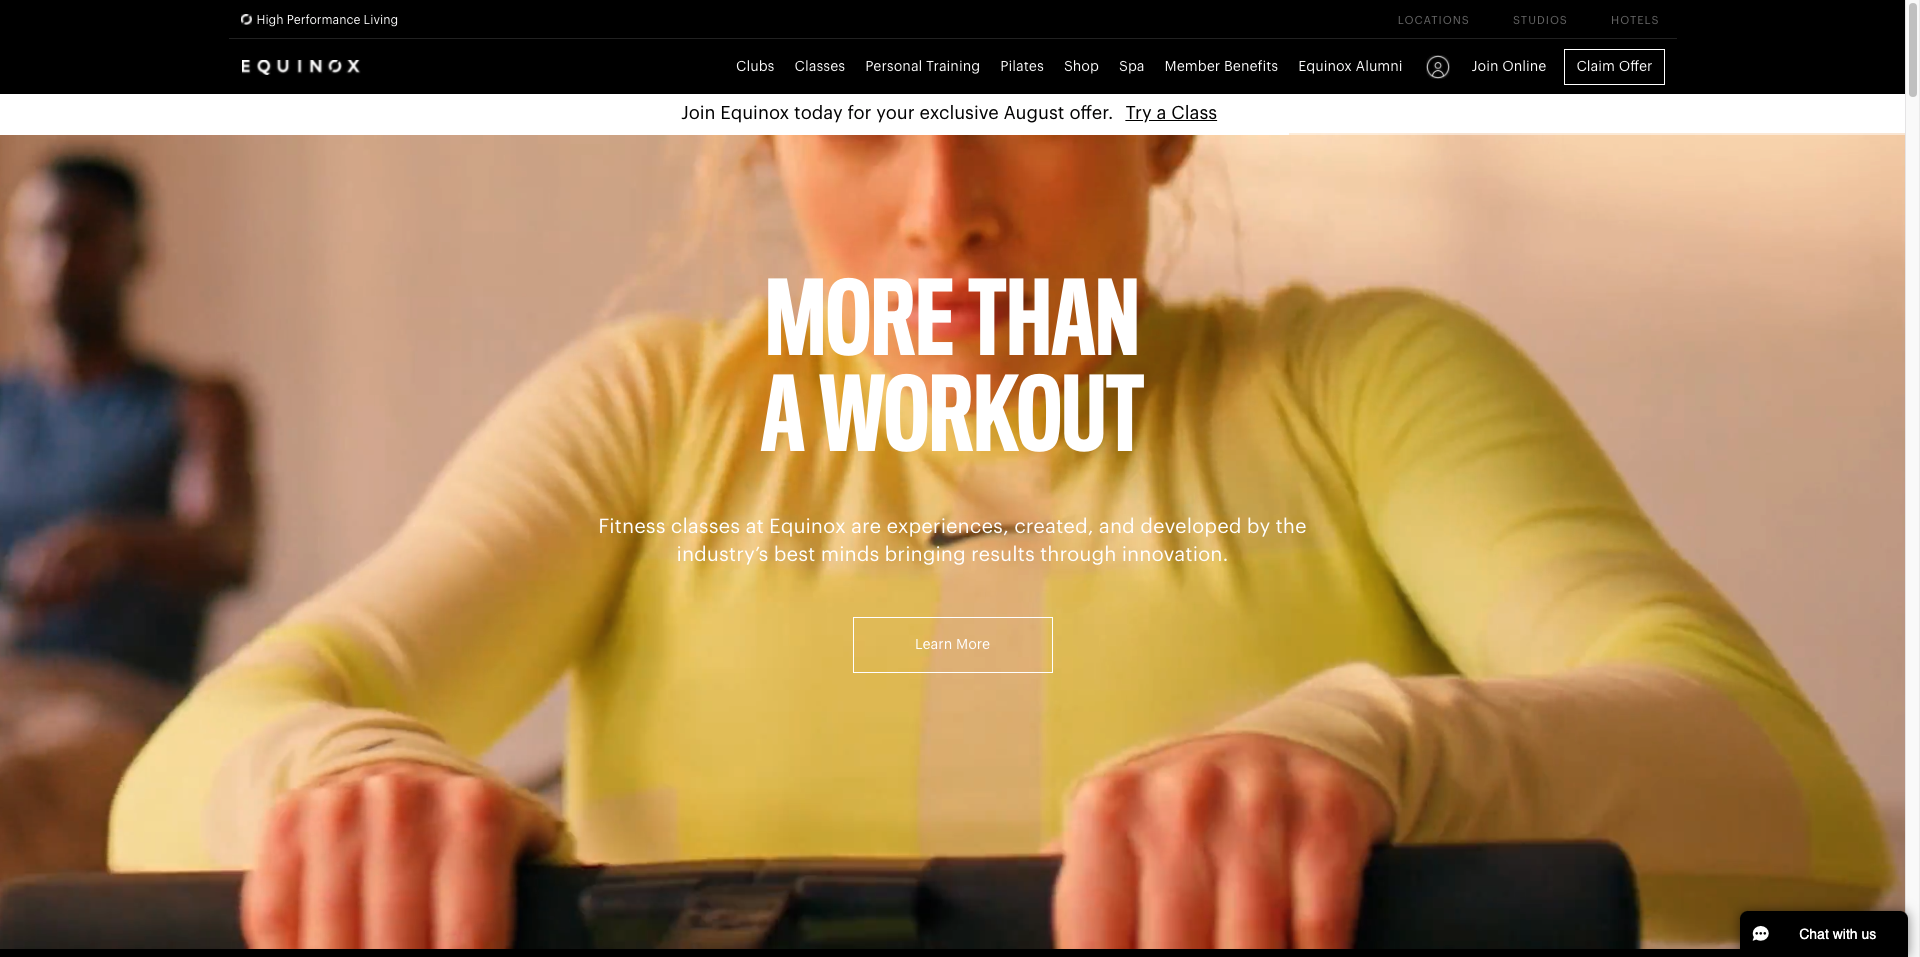 High Performance Living
LOCATIONS STUDIOS HOTELS
EQUINOX
Clubs Classes Personal Training Pilates Shop Spa Member Benefits Equinox Alumni Join Online Claim Offer
Join Equinox today for your exclusive August offer. Try a Class
MORE THAN
A WORKOUT
Fitness classes at Equinox are experiences, created, and developed by the
industry’s best minds bringing results through innovation.
Learn More
Chat with us